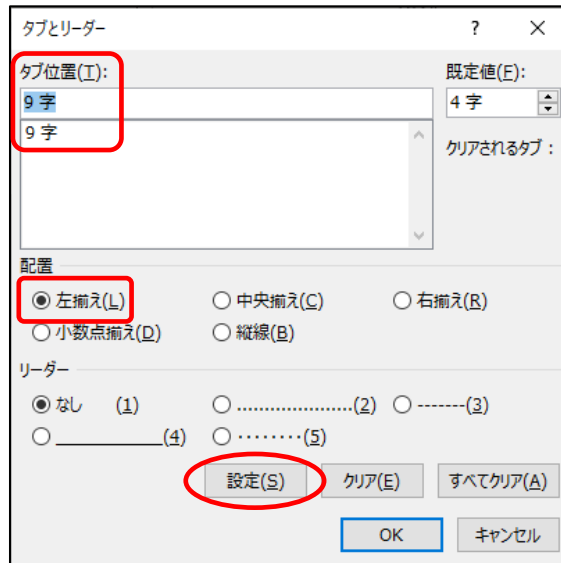 タブとリーダー ? ×
タブ位置(T): 既定値(F):
9 字 4 字
9 字
クリアされるタブ：
配置
左揃え(L) 中央揃え(C) 右揃え(R)
小数点揃え(D) 縦線(B)
リーダー
なし (1) .....................(2) -------(3)
___________(4) ········(5)
設定(S) クリア(E) すべてクリア(A)
OK キャンセル